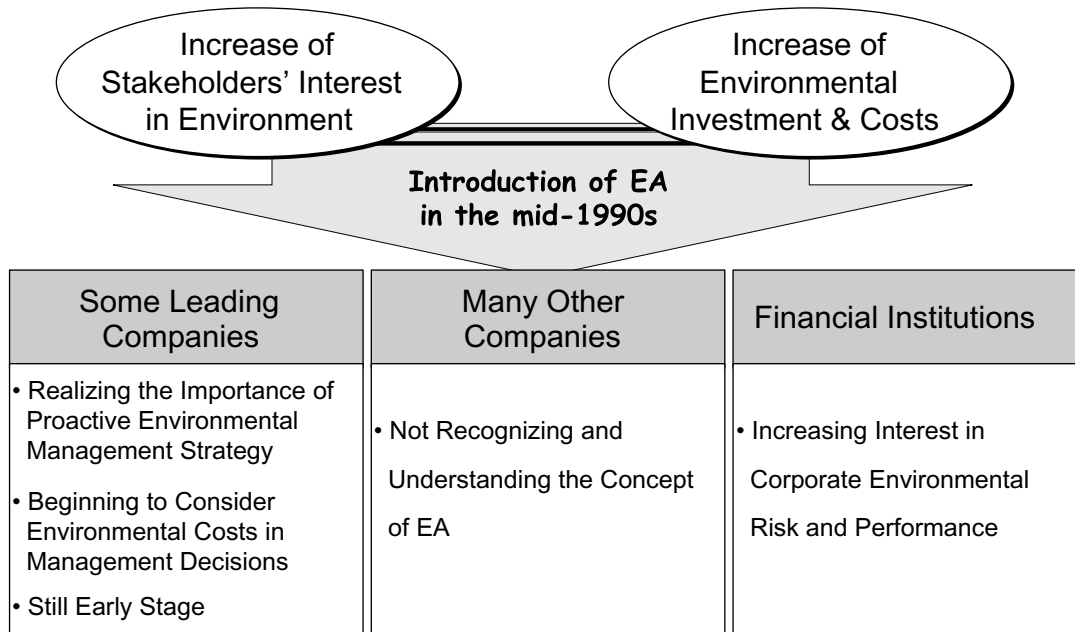 Increase of
Stakeholders’ Interest
in Environment
Increase of
Environmental
Investment & Costs
Introduction of EA
in the mid-1990s
Some Leading
Companies
• Realizing the Importance of
Proactive Environmental
Management Strategy
• Beginning to Consider
Environmental Costs in
Management Decisions
• Still Early Stage
Many Other
Companies
• Not Recognizing and
Understanding the Concept
of EA
Financial Institutions
• Increasing Interest in
Corporate Environmental
Risk and Performance